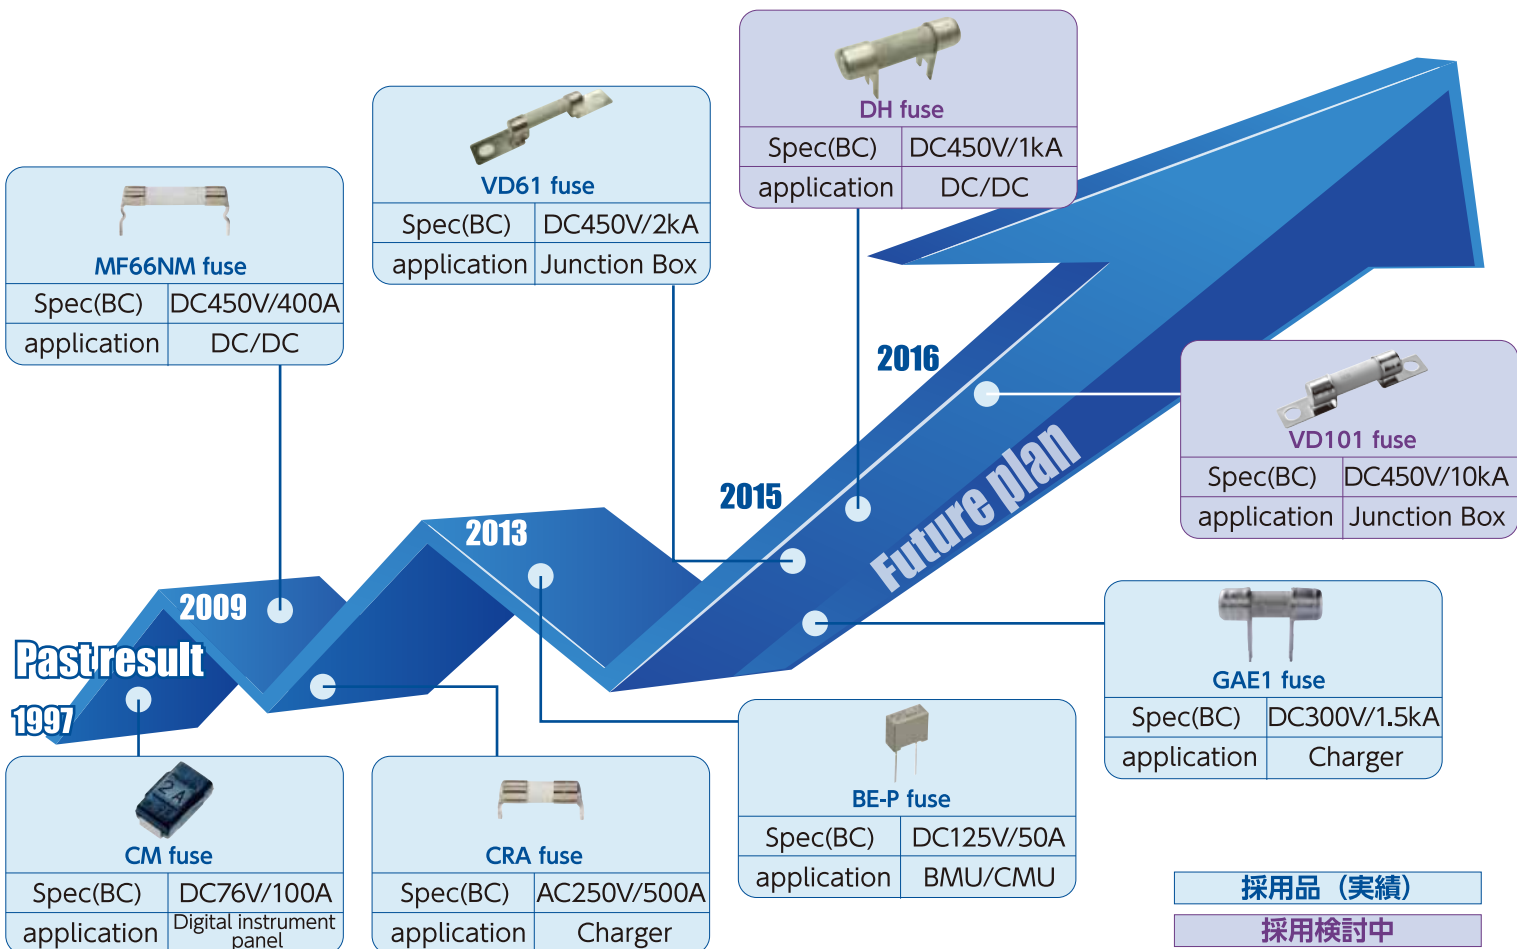 DH fuse
Spec(BC) DC450V/1kA
application DC/DC
VD61 fuse
Spec(BC) DC450V/2kA
application Junction Box
MF66NM fuse
Spec(BC) DC450V/400A
application DC/DC
2016
VD101 fuse
Spec(BC) DC450V/10kA
application Junction Box
2015
Future plan
2013
2009
Past result
1997
GAE1 fuse
Spec(BC) DC300V/1.5kA
application Charger
BE-P fuse
Spec(BC) DC125V/50A
application BMU/CMU
2A
CM fuse
Spec(BC) DC76V/100A
application Digital instrument
panel
CRA fuse
Spec(BC) AC250V/500A
application Charger
採用品（実績）
採用検討中